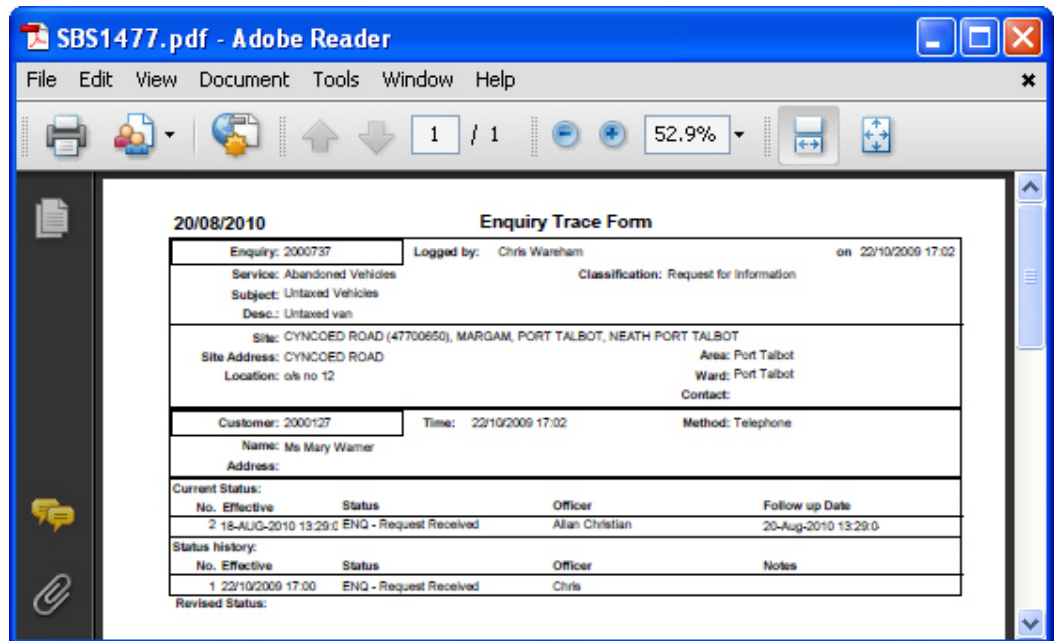 SBS1477.pdf - Adobe Reader
File Edit View Document Tools Window Help
1 / 1 52.9%
20/08/2010 Enquiry Trace Form
Enquiry: 2000737 Logged by: Chris Wareham on 22/10/2009 17:02
Service: Abandoned Vehicles Classification: Request for Information
Subject: Untaxed Vehicles
Desc.: Untaxed van
Site: CYNCOED ROAD (47700650), MARGAM, PORT TALBOT, NEATH PORT TALBOT
Site Address: CYNCOED ROAD Area: Port Talbot
Location: o/s no 12 Ward: Port Talbot
Contact:
Customer: 2000127 Time: 22/10/2009 17:02 Method: Telephone
Name: Ms Mary Warner
Address:
Current Status:
No. Effective Status Officer Follow up Date
2 18-AUG-2010 13:29:0 ENQ - Request Received Allan Christian 20-Aug-2010 13:29:0
Status history:
No. Effective Status Officer Notes
1 22/10/2009 17:00 ENQ - Request Received Chris
Revised Status: